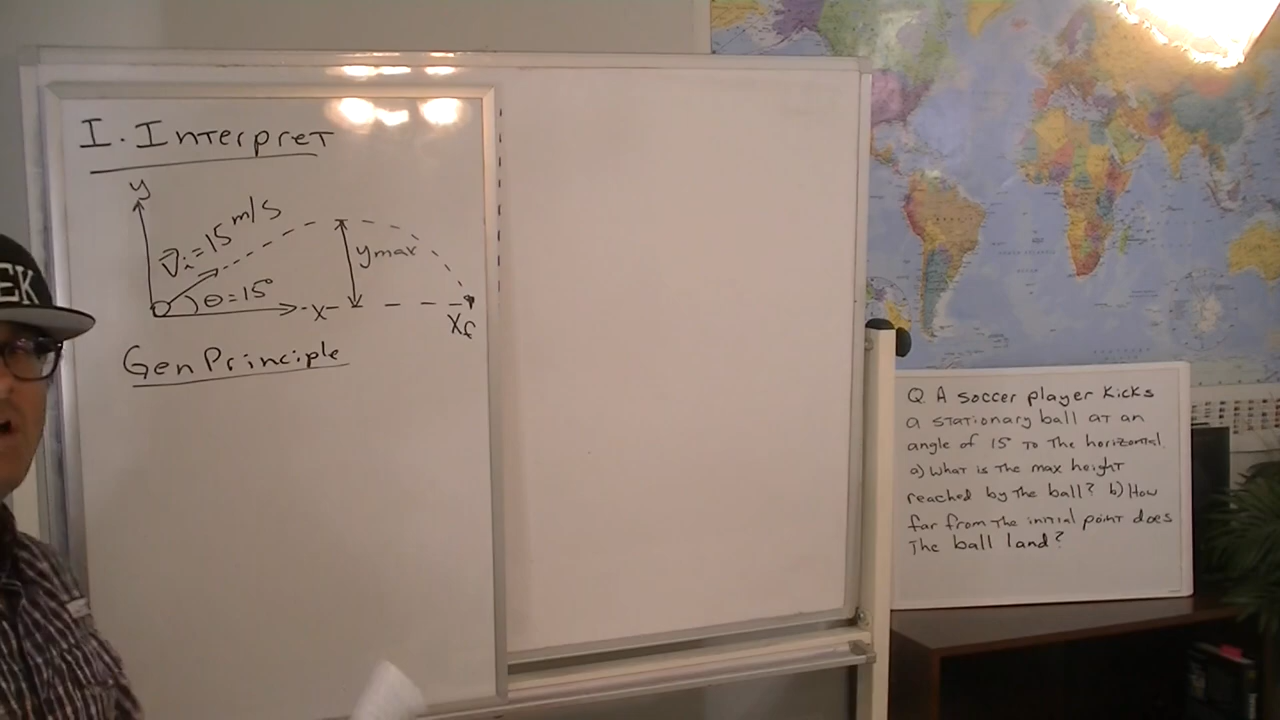 I. Interpret
y
v⃗i = 15 m/s
ymax
θ = 15°
x
xf
Gen Principle
EK
Q A soccer player kicks
a stationary ball at an
angle of 15° to the horizontal.
a) What is the max height
reached by the ball? b) How
far from the initial point does
the ball land?